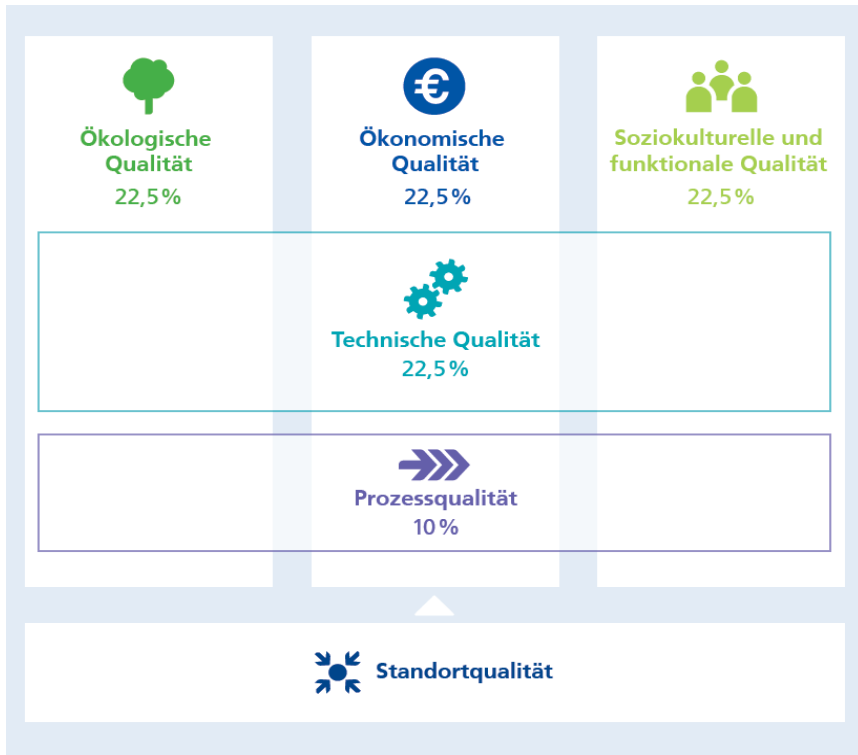 Ökologische
Qualität
22,5 %
€
Ökonomische
Qualität
22,5 %
Soziokulturelle und
funktionale Qualität
22,5 %
Technische Qualität
22,5 %
Prozessqualität
10 %
Standortqualität